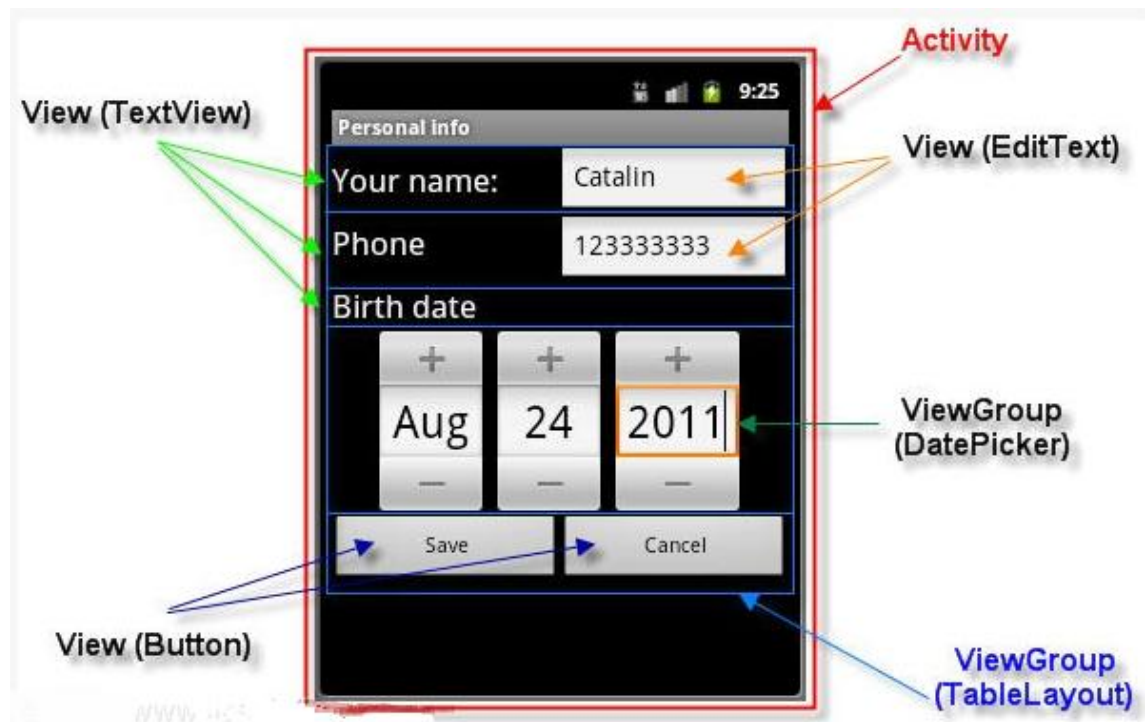 Activity
9:25
View (TextView)
Personal info
View (EditText)
Your name:
Catalin
Phone
123333333
Birth date
+ + +
Aug 24 2011
- - -
ViewGroup
(DatePicker)
Save
Cancel
View (Button)
ViewGroup
(TableLayout)